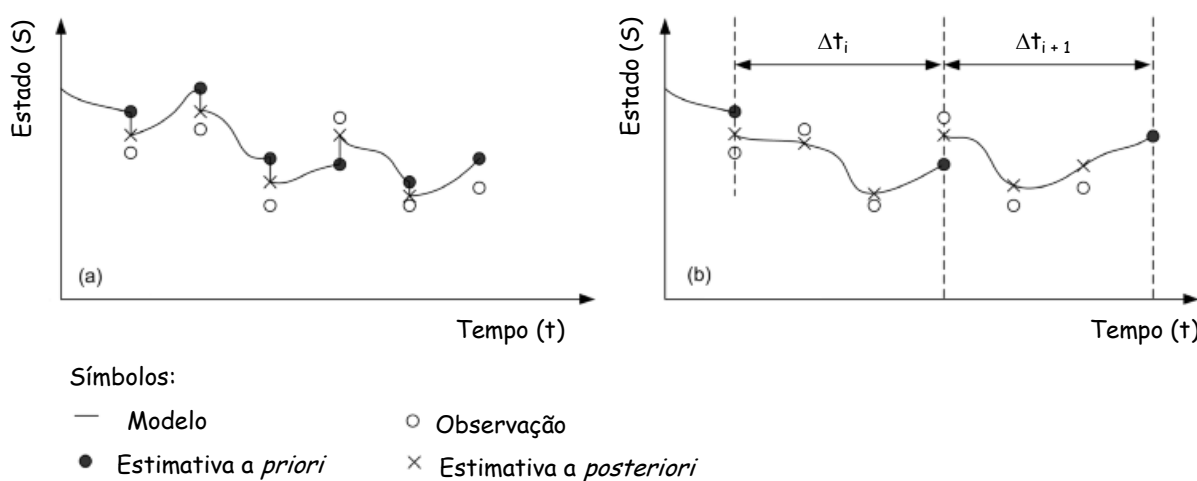 Estado (S)
(a)
Tempo (t)
Estado (S)
Δtᵢ
Δtᵢ₊₁
(b)
Tempo (t)
Símbolos:
Modelo
Observação
Estimativa a priori
Estimativa a posteriori